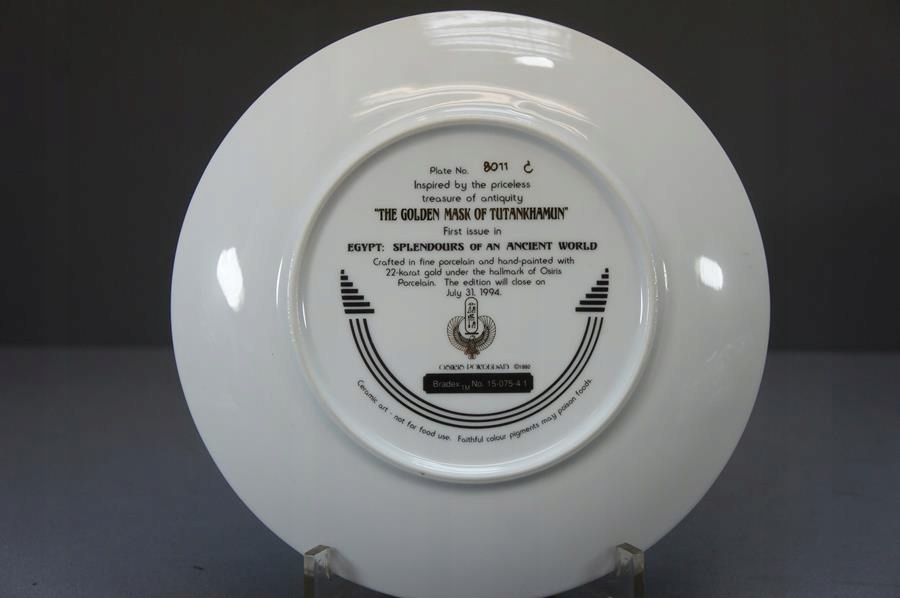 Plate No. 8011 C
Inspired by the priceless
treasure of antiquity
"THE GOLDEN MASK OF TUTANKHAMUN"
First issue in
EGYPT: SPLENDOURS OF AN ANCIENT WORLD
Crafted in fine porcelain and hand-painted with
22-karat gold under the hallmark of Osiris
Porcelain. The edition will close on
July 31, 1994.
OSIRIS PORCELAIN ©1992
Bradex TM No. 15-075-4·1
Ceramic art - not for food use. Faithful colour pigments may poison foods.